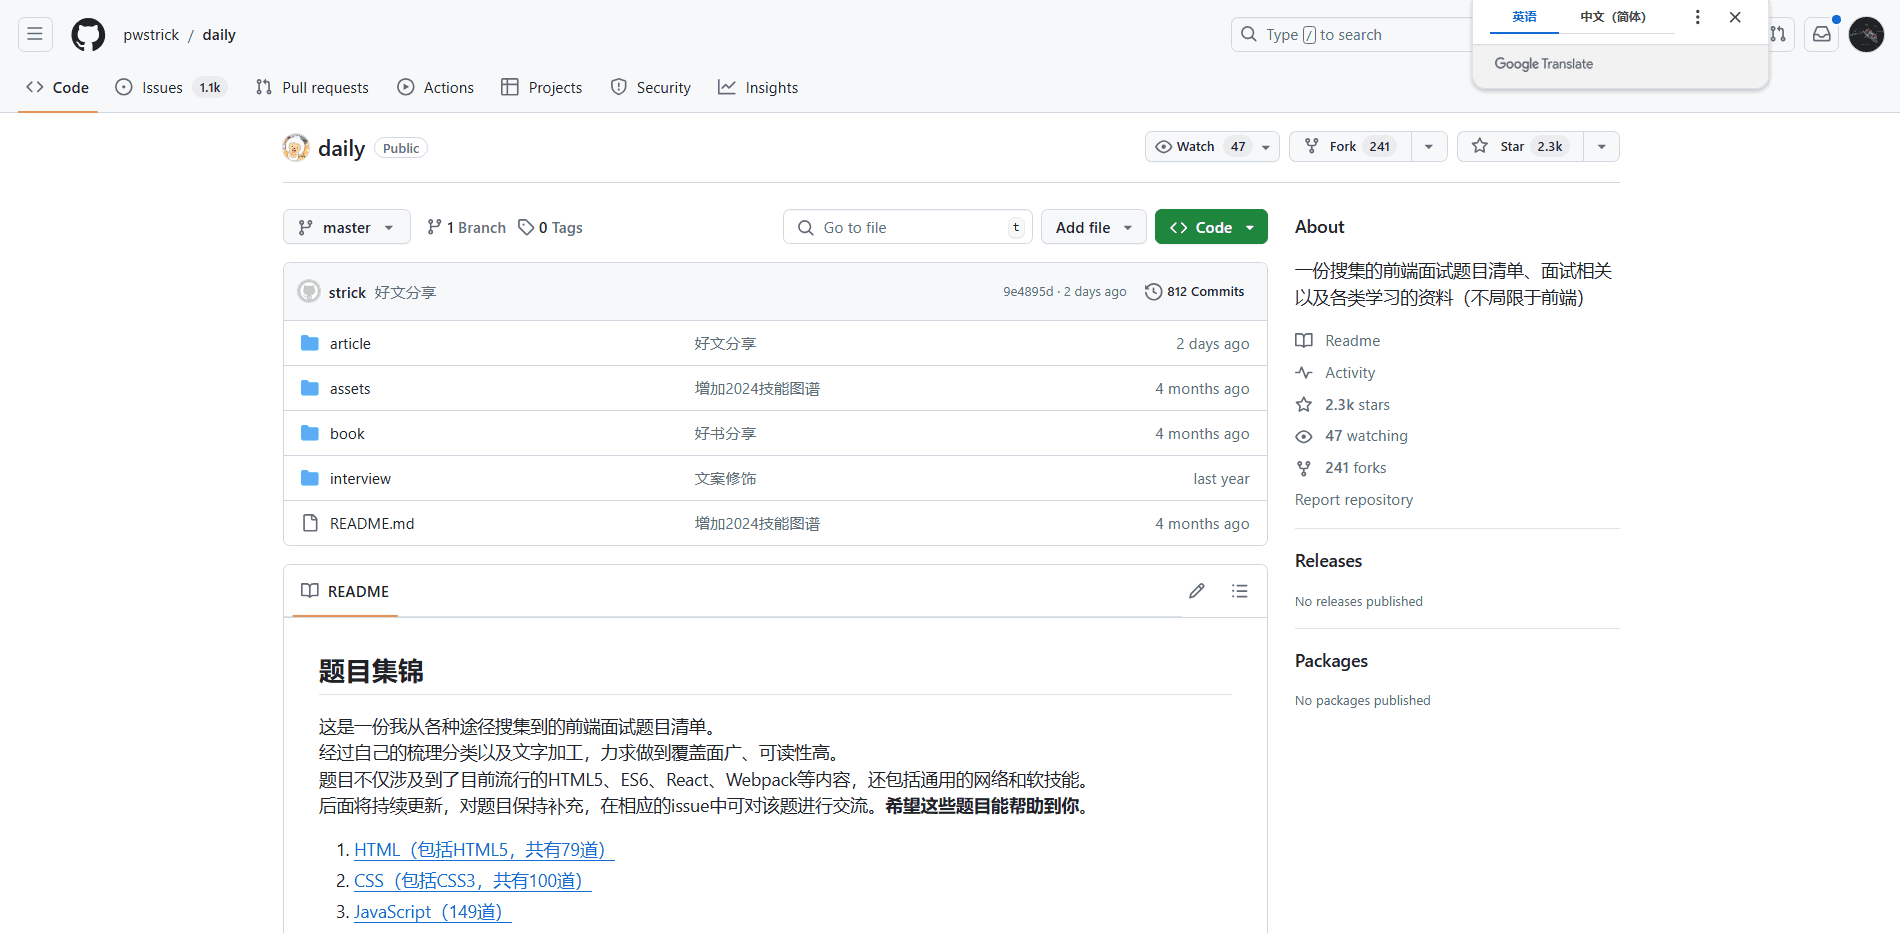 pwstrick / daily
Type / to search
英语
中文（简体）
Google Translate
Code
Issues 1.1k
Pull requests
Actions
Projects
Security
Insights
daily Public
Watch 47
Fork 241
Star 2.3k
master
1 Branch
0 Tags
Go to file t
Add file
Code
strick 好文分享 9e4895d · 2 days ago 812 Commits
article 好文分享 2 days ago
assets 增加2024技能图谱 4 months ago
book 好书分享 4 months ago
interview 文案修饰 last year
README.md 增加2024技能图谱 4 months ago
README
题目集锦
这是一份我从各种途径搜集到的前端面试题目清单。
经过自己的梳理分类以及文字加工，力求做到覆盖面广、可读性高。
题目不仅涉及到了目前流行的HTML5、ES6、React、Webpack等内容，还包括通用的网络和软技能。
后面将持续更新，对题目保持补充，在相应的issue中可对该题进行交流。希望这些题目能帮助到你。
1. HTML（包括HTML5，共有79道）
2. CSS（包括CSS3，共有100道）
3. JavaScript（149道）
About
一份搜集的前端面试题目清单、面试相关
以及各类学习的资料（不局限于前端）
Readme
Activity
2.3k stars
47 watching
241 forks
Report repository
Releases
No releases published
Packages
No packages published